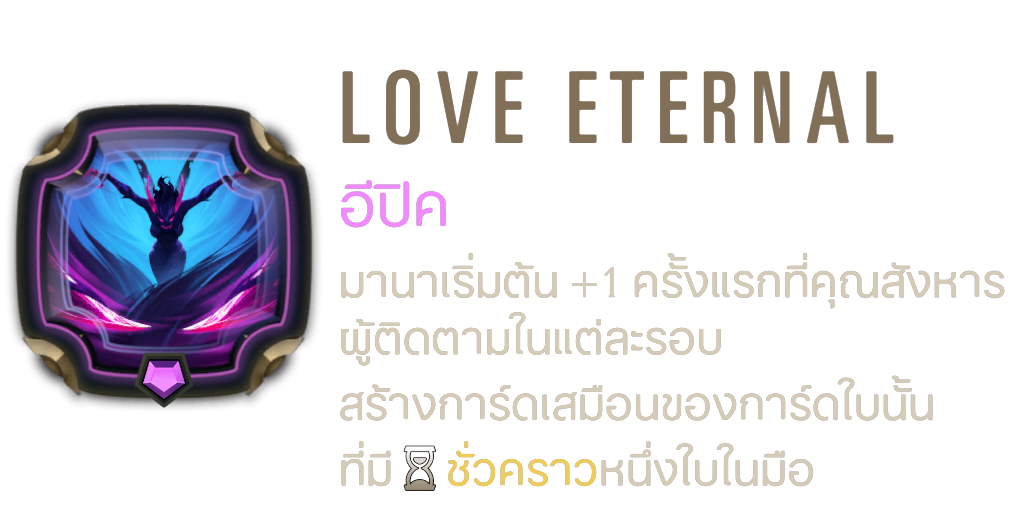 LOVE ETERNAL
อีปิค
มานาเริ่มต้น +1 ครั้งแรกที่คุณสังหาร
ผู้ติดตามในแต่ละรอบ
สร้างการ์ดเสมือนของการ์ดใบนั้น
ที่มี ชั่วคราวหนึ่งใบในมือ